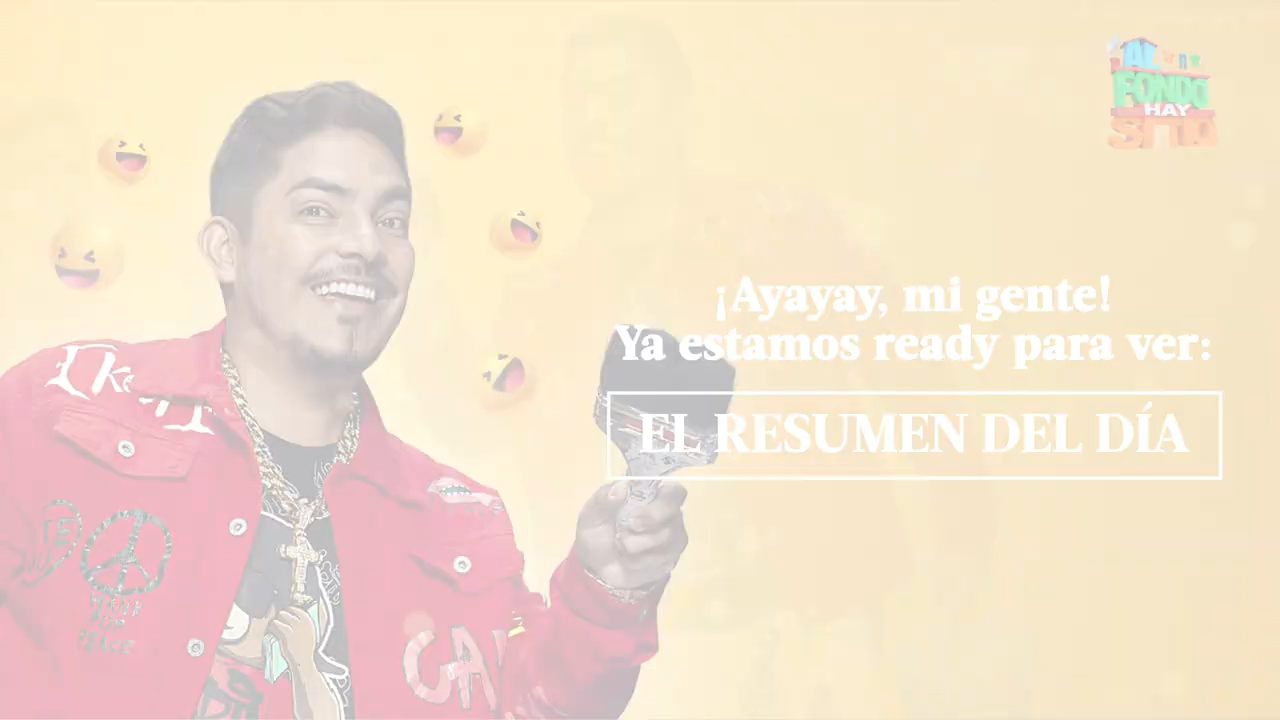 AL
FONDO
HAY
SITIO
¡Ayayay, mi gente!
Ya estamos ready para ver:
EL RESUMEN DEL DÍA